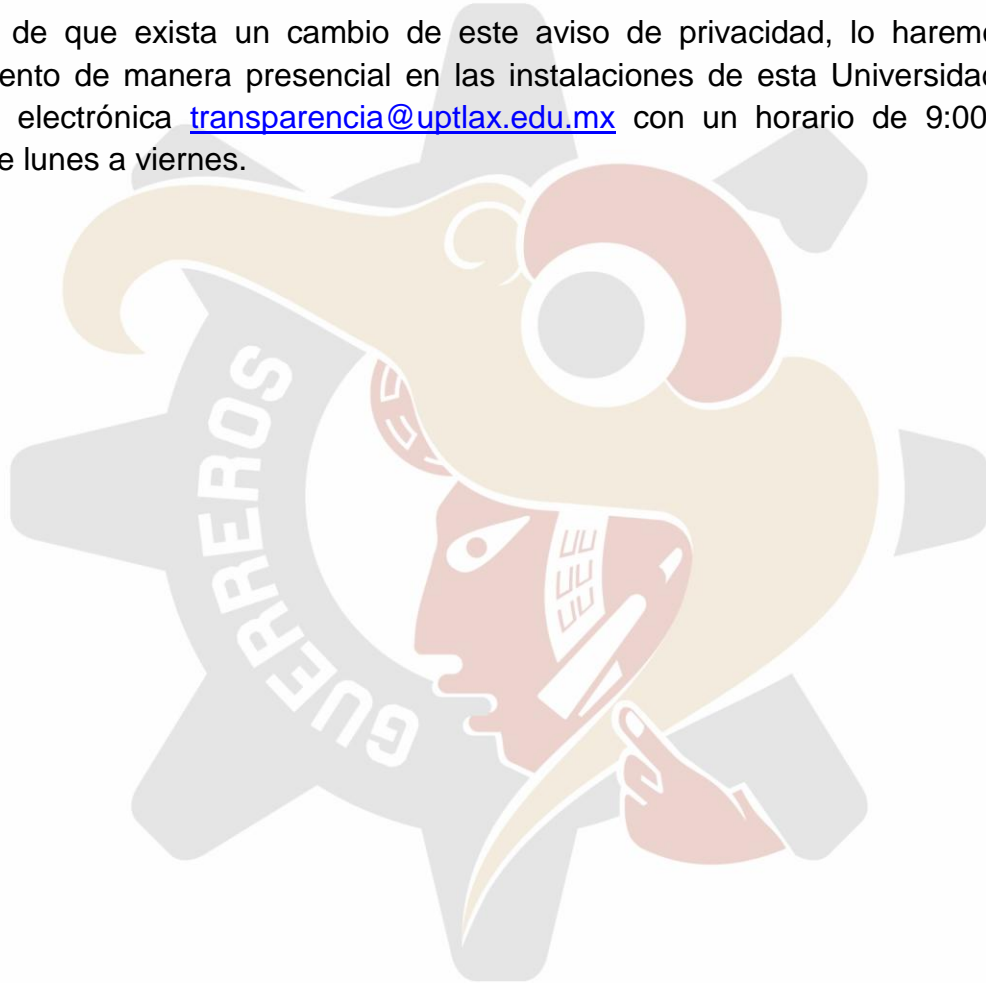 de que exista un cambio de este aviso de privacidad, lo harem
ento de manera presencial en las instalaciones de esta Universidad
electrónica transparencia@uptlax.edu.mx con un horario de 9:00
e lunes a viernes.
GUERREROS